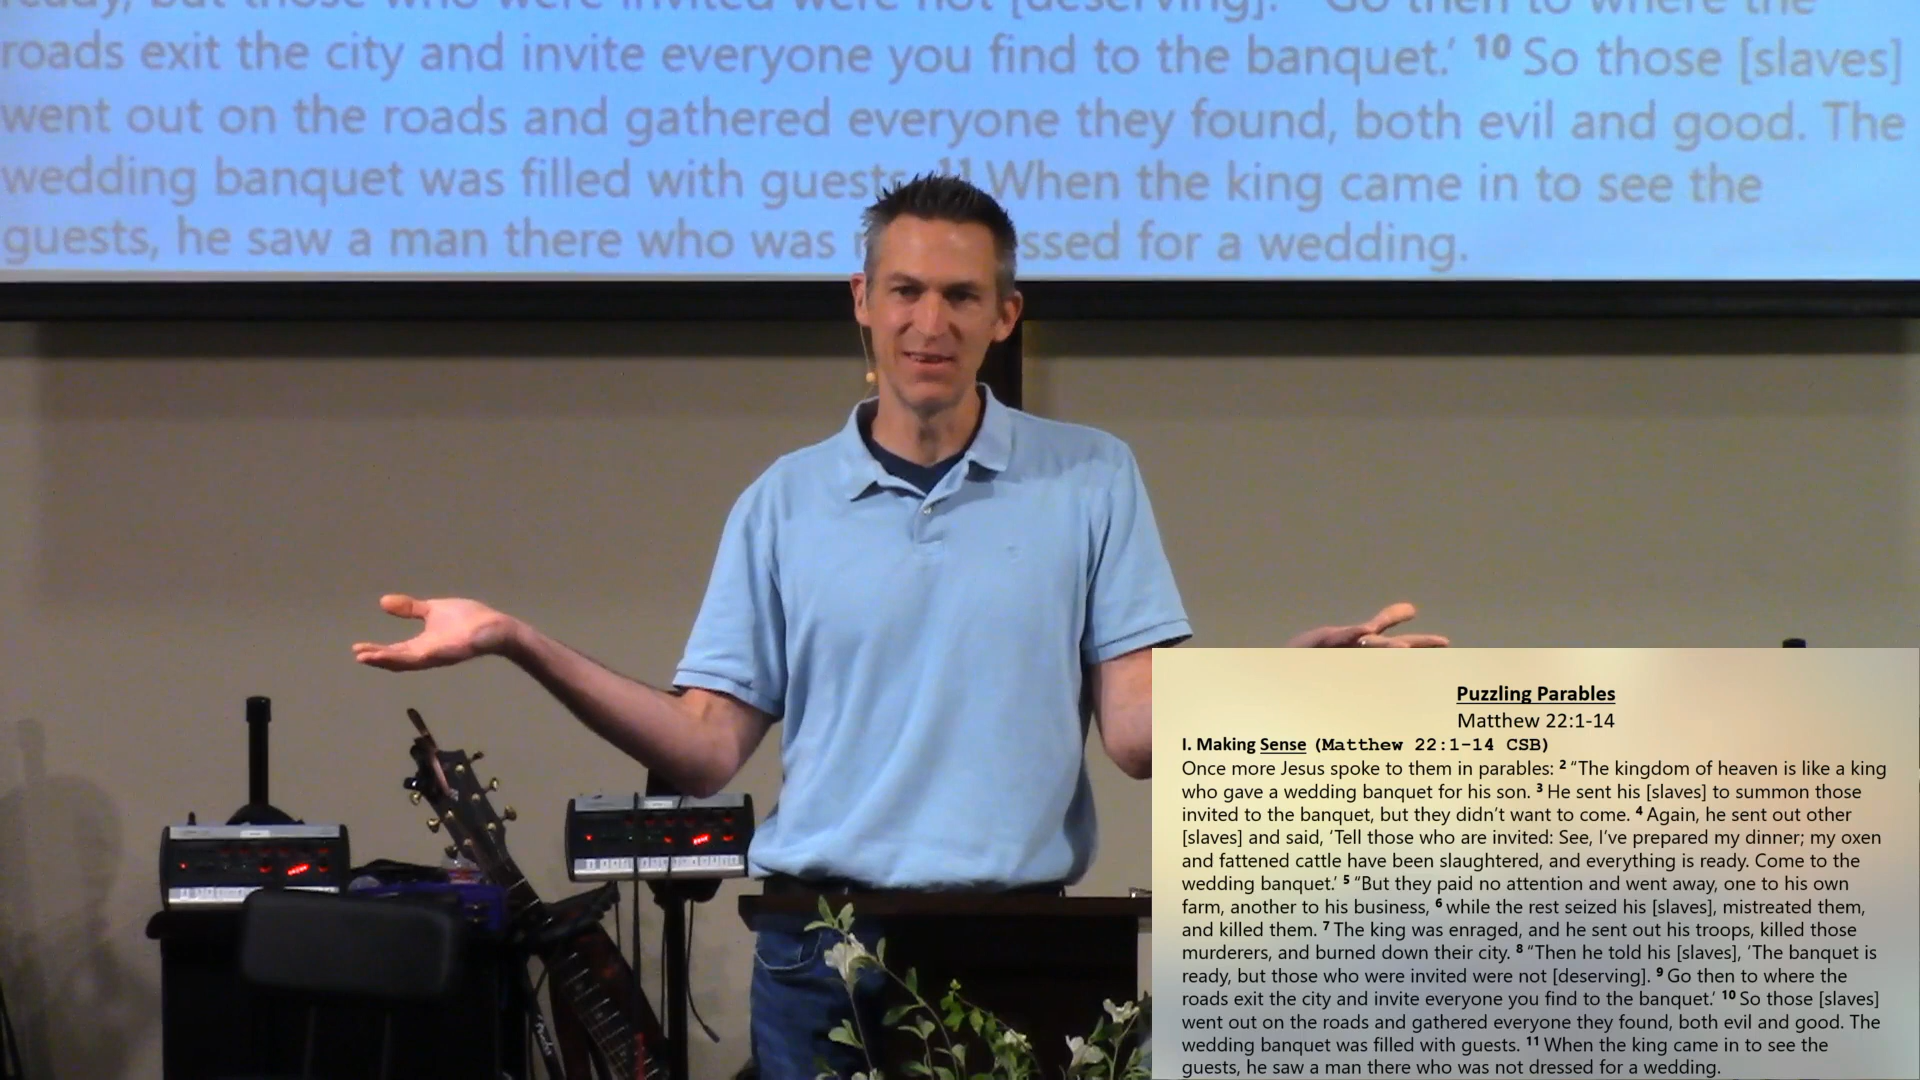 ready, but those who were invited were not [deserving]. Go then to where the
roads exit the city and invite everyone you find to the banquet.’ 10 So those [slaves]
went out on the roads and gathered everyone they found, both evil and good. The
wedding banquet was filled with guests. 11 When the king came in to see the
guests, he saw a man there who was ssed for a wedding.
Puzzling Parables
Matthew 22:1-14
I. Making Sense (Matthew 22:1-14 CSB)
Once more Jesus spoke to them in parables: 2 “The kingdom of heaven is like a king
who gave a wedding banquet for his son. 3 He sent his [slaves] to summon those
invited to the banquet, but they didn’t want to come. 4 Again, he sent out other
[slaves] and said, ‘Tell those who are invited: See, I’ve prepared my dinner; my oxen
and fattened cattle have been slaughtered, and everything is ready. Come to the
wedding banquet.’ 5 “But they paid no attention and went away, one to his own
farm, another to his business, 6 while the rest seized his [slaves], mistreated them,
and killed them. 7 The king was enraged, and he sent out his troops, killed those
murderers, and burned down their city. 8 “Then he told his [slaves], ‘The banquet is
ready, but those who were invited were not [deserving]. 9 Go then to where the
roads exit the city and invite everyone you find to the banquet.’ 10 So those [slaves]
went out on the roads and gathered everyone they found, both evil and good. The
wedding banquet was filled with guests. 11 When the king came in to see the
guests, he saw a man there who was not dressed for a wedding.